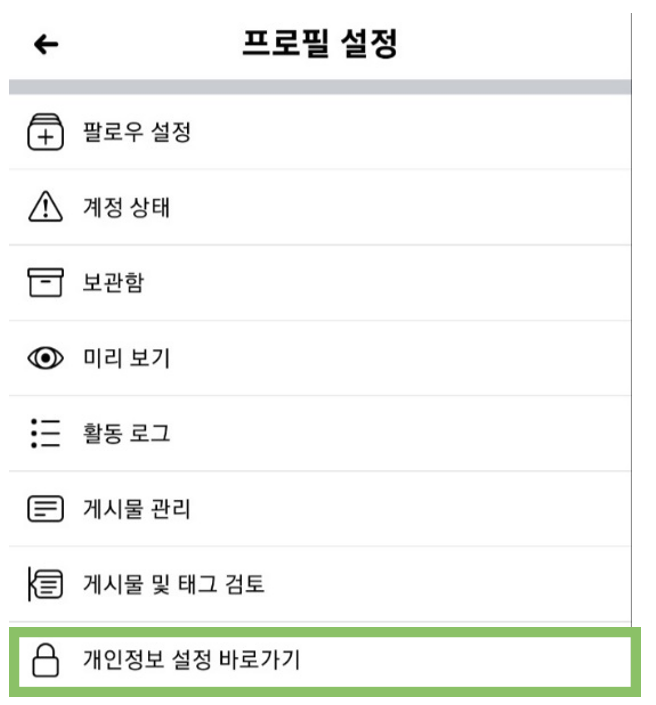 프로필 설정
팔로우 설정
계정 상태
보관함
미리 보기
활동 로그
게시물 관리
게시물 및 태그 검토
개인정보 설정 바로가기